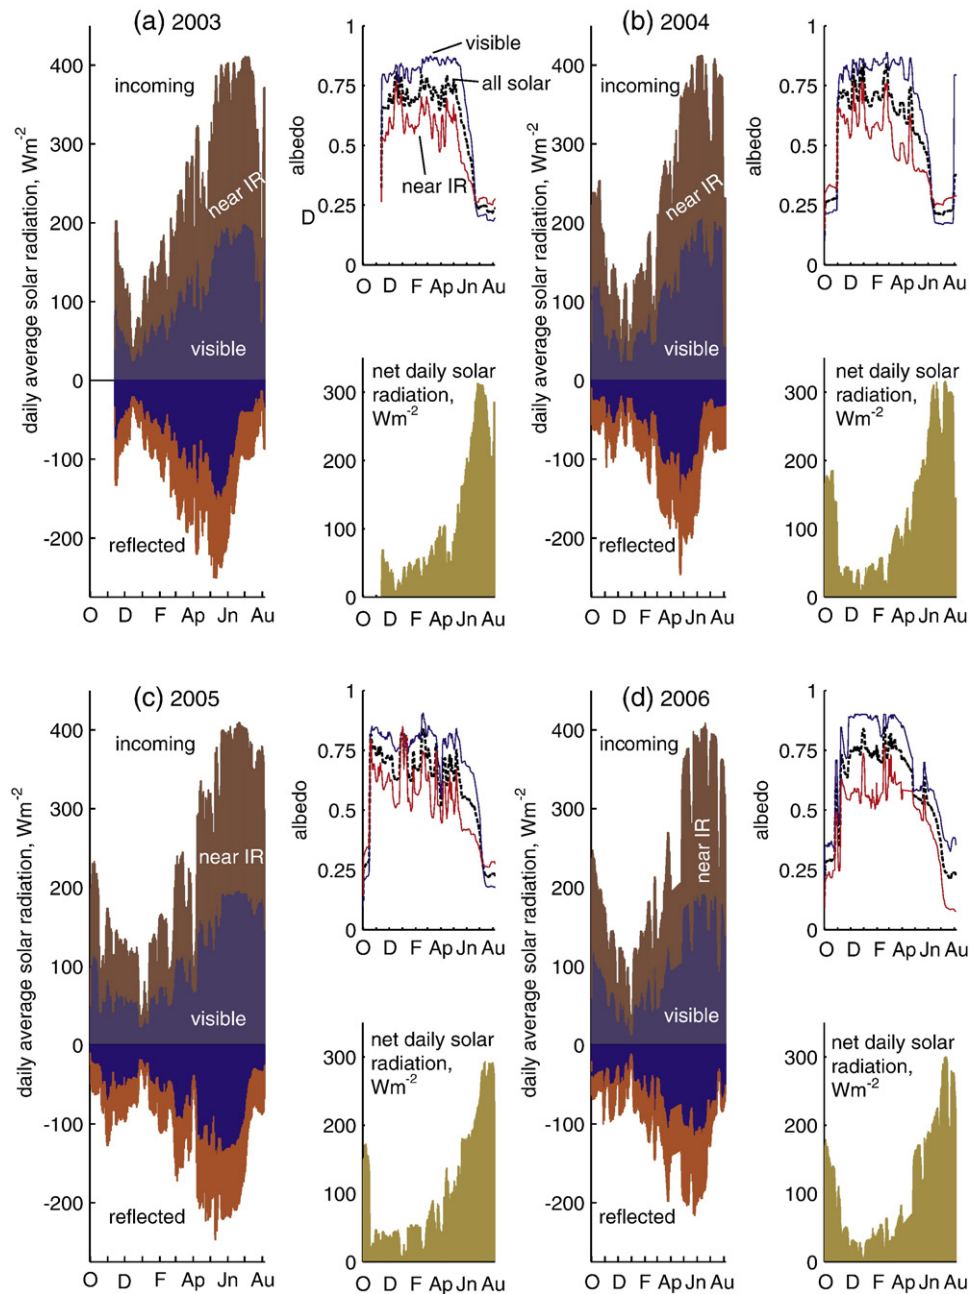 (a) 2003
daily average solar radiation, Wm-2
400
300
200
100
0
-100
-200
incoming
near IR
visible
reflected
O D F Ap Jn Au
albedo
1
0.75
0.5
0.25
0
D
visible
all solar
near IR
O D F Ap Jn Au
net daily solar
radiation,
Wm-2
300
200
100
0
O D F Ap Jn Au
(b) 2004
daily average solar radiation, Wm-2
400
300
200
100
0
-100
-200
incoming
near IR
visible
reflected
O D F Ap Jn Au
albedo
1
0.75
0.5
0.25
0
O D F Ap Jn Au
net daily solar
radiation,
Wm-2
300
200
100
0
O D F Ap Jn Au
(c) 2005
daily average solar radiation, Wm-2
400
300
200
100
0
-100
-200
incoming
near IR
visible
reflected
O D F Ap Jn Au
albedo
1
0.75
0.5
0.25
0
O D F Ap Jn Au
net daily solar
radiation,
Wm-2
300
200
100
0
O D F Ap Jn Au
(d) 2006
daily average solar radiation, Wm-2
400
300
200
100
0
-100
-200
incoming
near IR
visible
reflected
O D F Ap Jn Au
albedo
1
0.75
0.5
0.25
0
O D F Ap Jn Au
net daily solar
radiation,
Wm-2
300
200
100
0
O D F Ap Jn Au